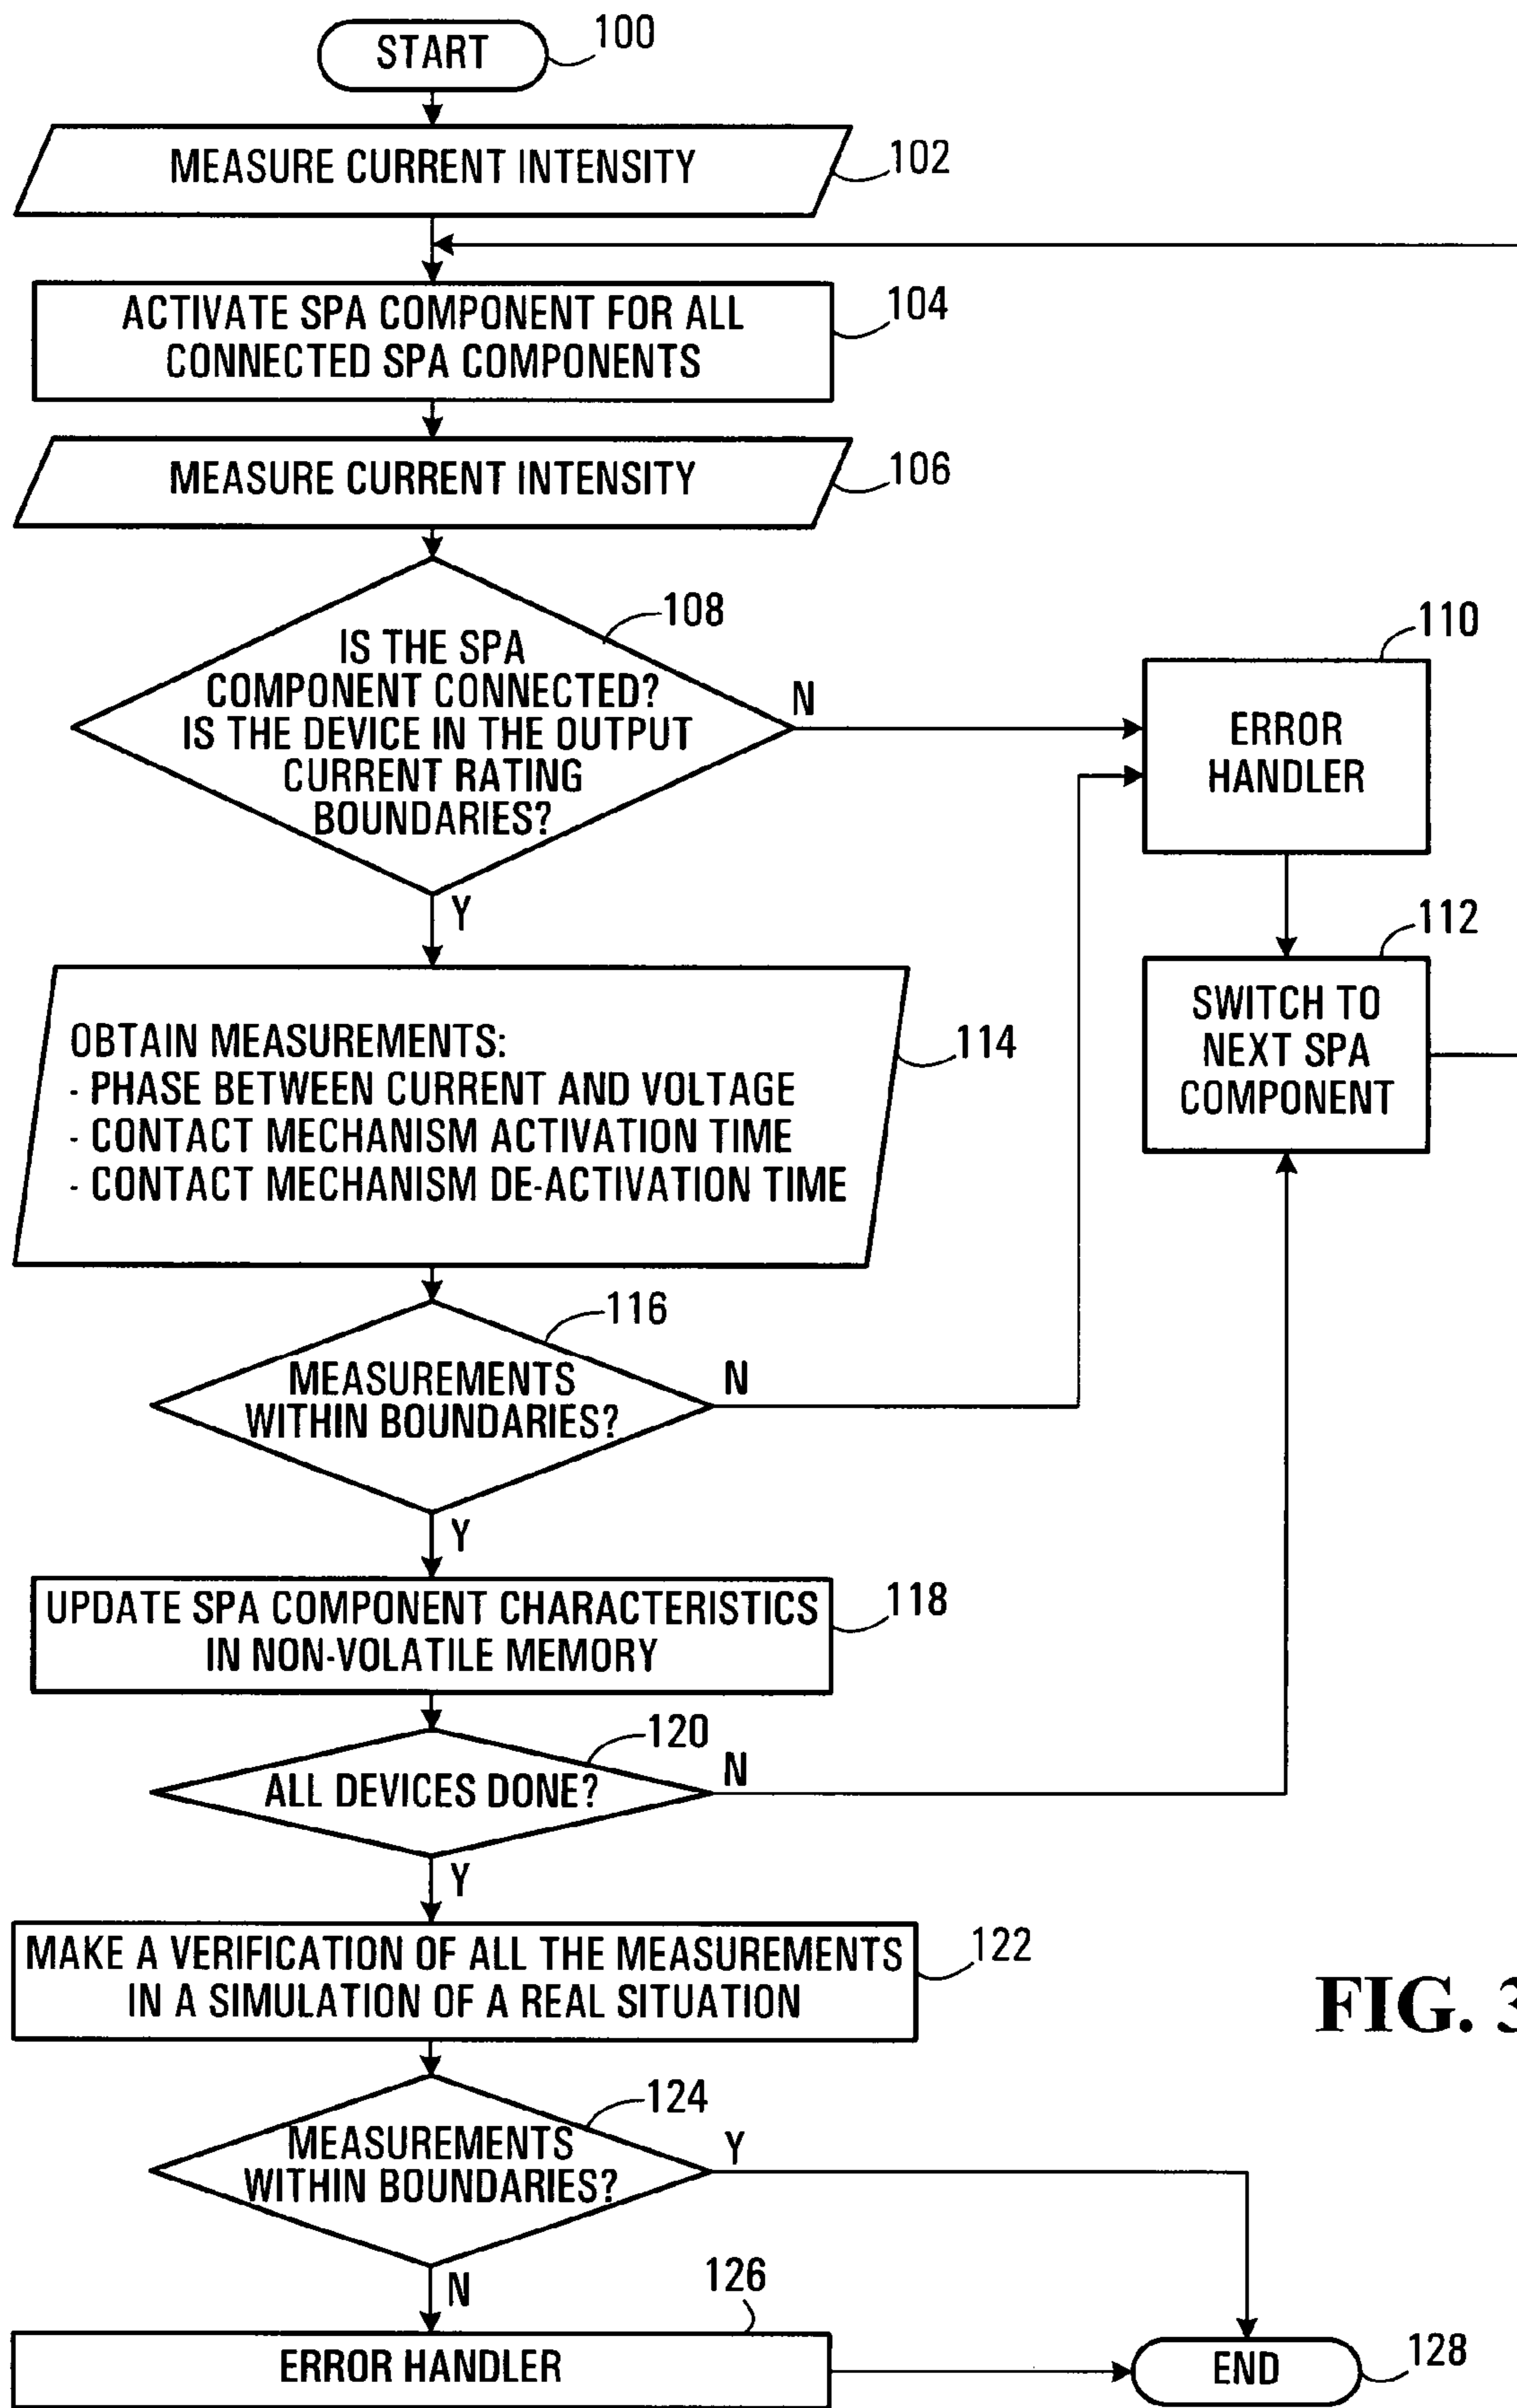 START
100
MEASURE CURRENT INTENSITY
102
ACTIVATE SPA COMPONENT FOR ALL
CONNECTED SPA COMPONENTS
104
MEASURE CURRENT INTENSITY
106
IS THE SPA
COMPONENT CONNECTED?
IS THE DEVICE IN THE OUTPUT
CURRENT RATING
BOUNDARIES?
108
N
Y
ERROR
HANDLER
110
SWITCH TO
NEXT SPA
COMPONENT
112
OBTAIN MEASUREMENTS:
- PHASE BETWEEN CURRENT AND VOLTAGE
- CONTACT MECHANISM ACTIVATION TIME
- CONTACT MECHANISM DE-ACTIVATION TIME
114
MEASUREMENTS
WITHIN BOUNDARIES?
116
N
Y
UPDATE SPA COMPONENT CHARACTERISTICS
IN NON-VOLATILE MEMORY
118
ALL DEVICES DONE?
120
N
Y
MAKE A VERIFICATION OF ALL THE MEASUREMENTS
IN A SIMULATION OF A REAL SITUATION
122
FIG. 3
MEASUREMENTS
WITHIN BOUNDARIES?
124
Y
N
ERROR HANDLER
126
END
128